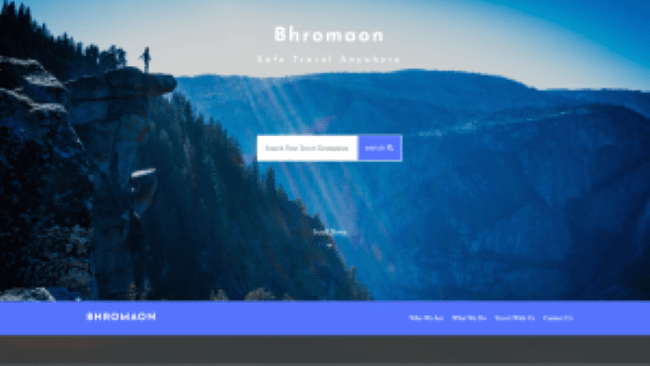 Bhromaon
Safe Travel Anywhere
Search Your Dream Destination search
Scroll Down
BHROMAON Who We Are What We Do Travel With Us Contact Us